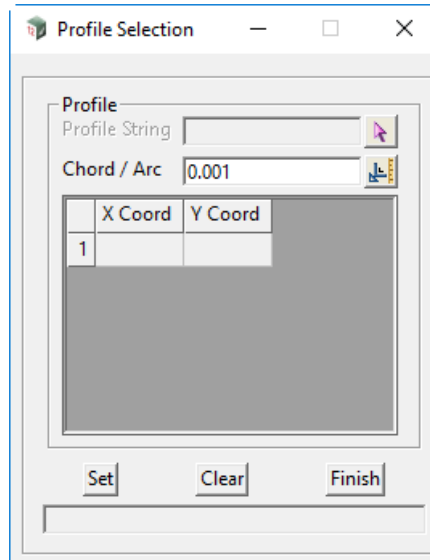 Profile Selection
Profile
Profile String
Chord / Arc 0.001
X Coord Y Coord
1
Set Clear Finish